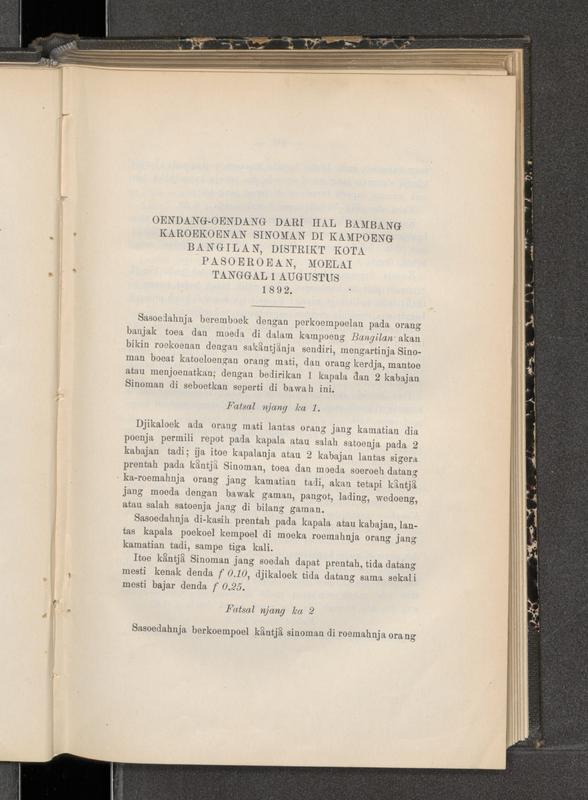 OENDANG-OENDANG DARI HAL BAMBANG
KAROEKOENAN SINOMAN DI KAMPOENG
BANGILAN, DISTRIKT KOTA
PASOEROEAN, MOELAI
TANGGAL 1 AUGUSTUS
1892.
Sasoedahnja beremboek dengan perkoempoelan pada orang
banjak toea dan moeda di dalam kampoeng Bangilan akan
bikin roekoenan dengan sakântjânja sendiri, mengartinja Sino-
man boeat katoeloengan orang mati, dan orang kerdja, mantoe
atau menjoenatkan; dengan bedirikan 1 kapala dan 2 kabajan
Sinoman di seboetkan seperti di bawah ini.
Fatsal njang ka 1.
Djikaloek ada orang mati lantas orang jang kamatian dia
poenja permili repot pada kapala atau salah satoenja pada 2
kabajan tadi; ija itoe kapalanja atau 2 kabajan lantas sigera
prentah pada kântjâ Sinoman, toea dan moeda soeroeh datang
ka-roemahnja orang jang kamatian tadi, akan tetapi kântjâ
jang moeda dengan bawak gaman, pangot, lading, wedoeng,
atau salah satoenja jang di bilang gaman.
Sasoedahnja di-kasih prentah pada kapala atau kabajan, lan-
tas kapala poekoel kempoel di moeka roemahnja orang jang
kamatian tadi, sampe tiga kali.
Itoe kântjâ Sinoman jang soedah dapat prentah, tida datang
mesti kenak denda f 0.10, djikaloek tida datang sama sekali
mesti bajar denda f 0.25.
Fatsal njang ka 2
Sasoedahnja berkoempoel kântjâ sinoman di roemahnja orang